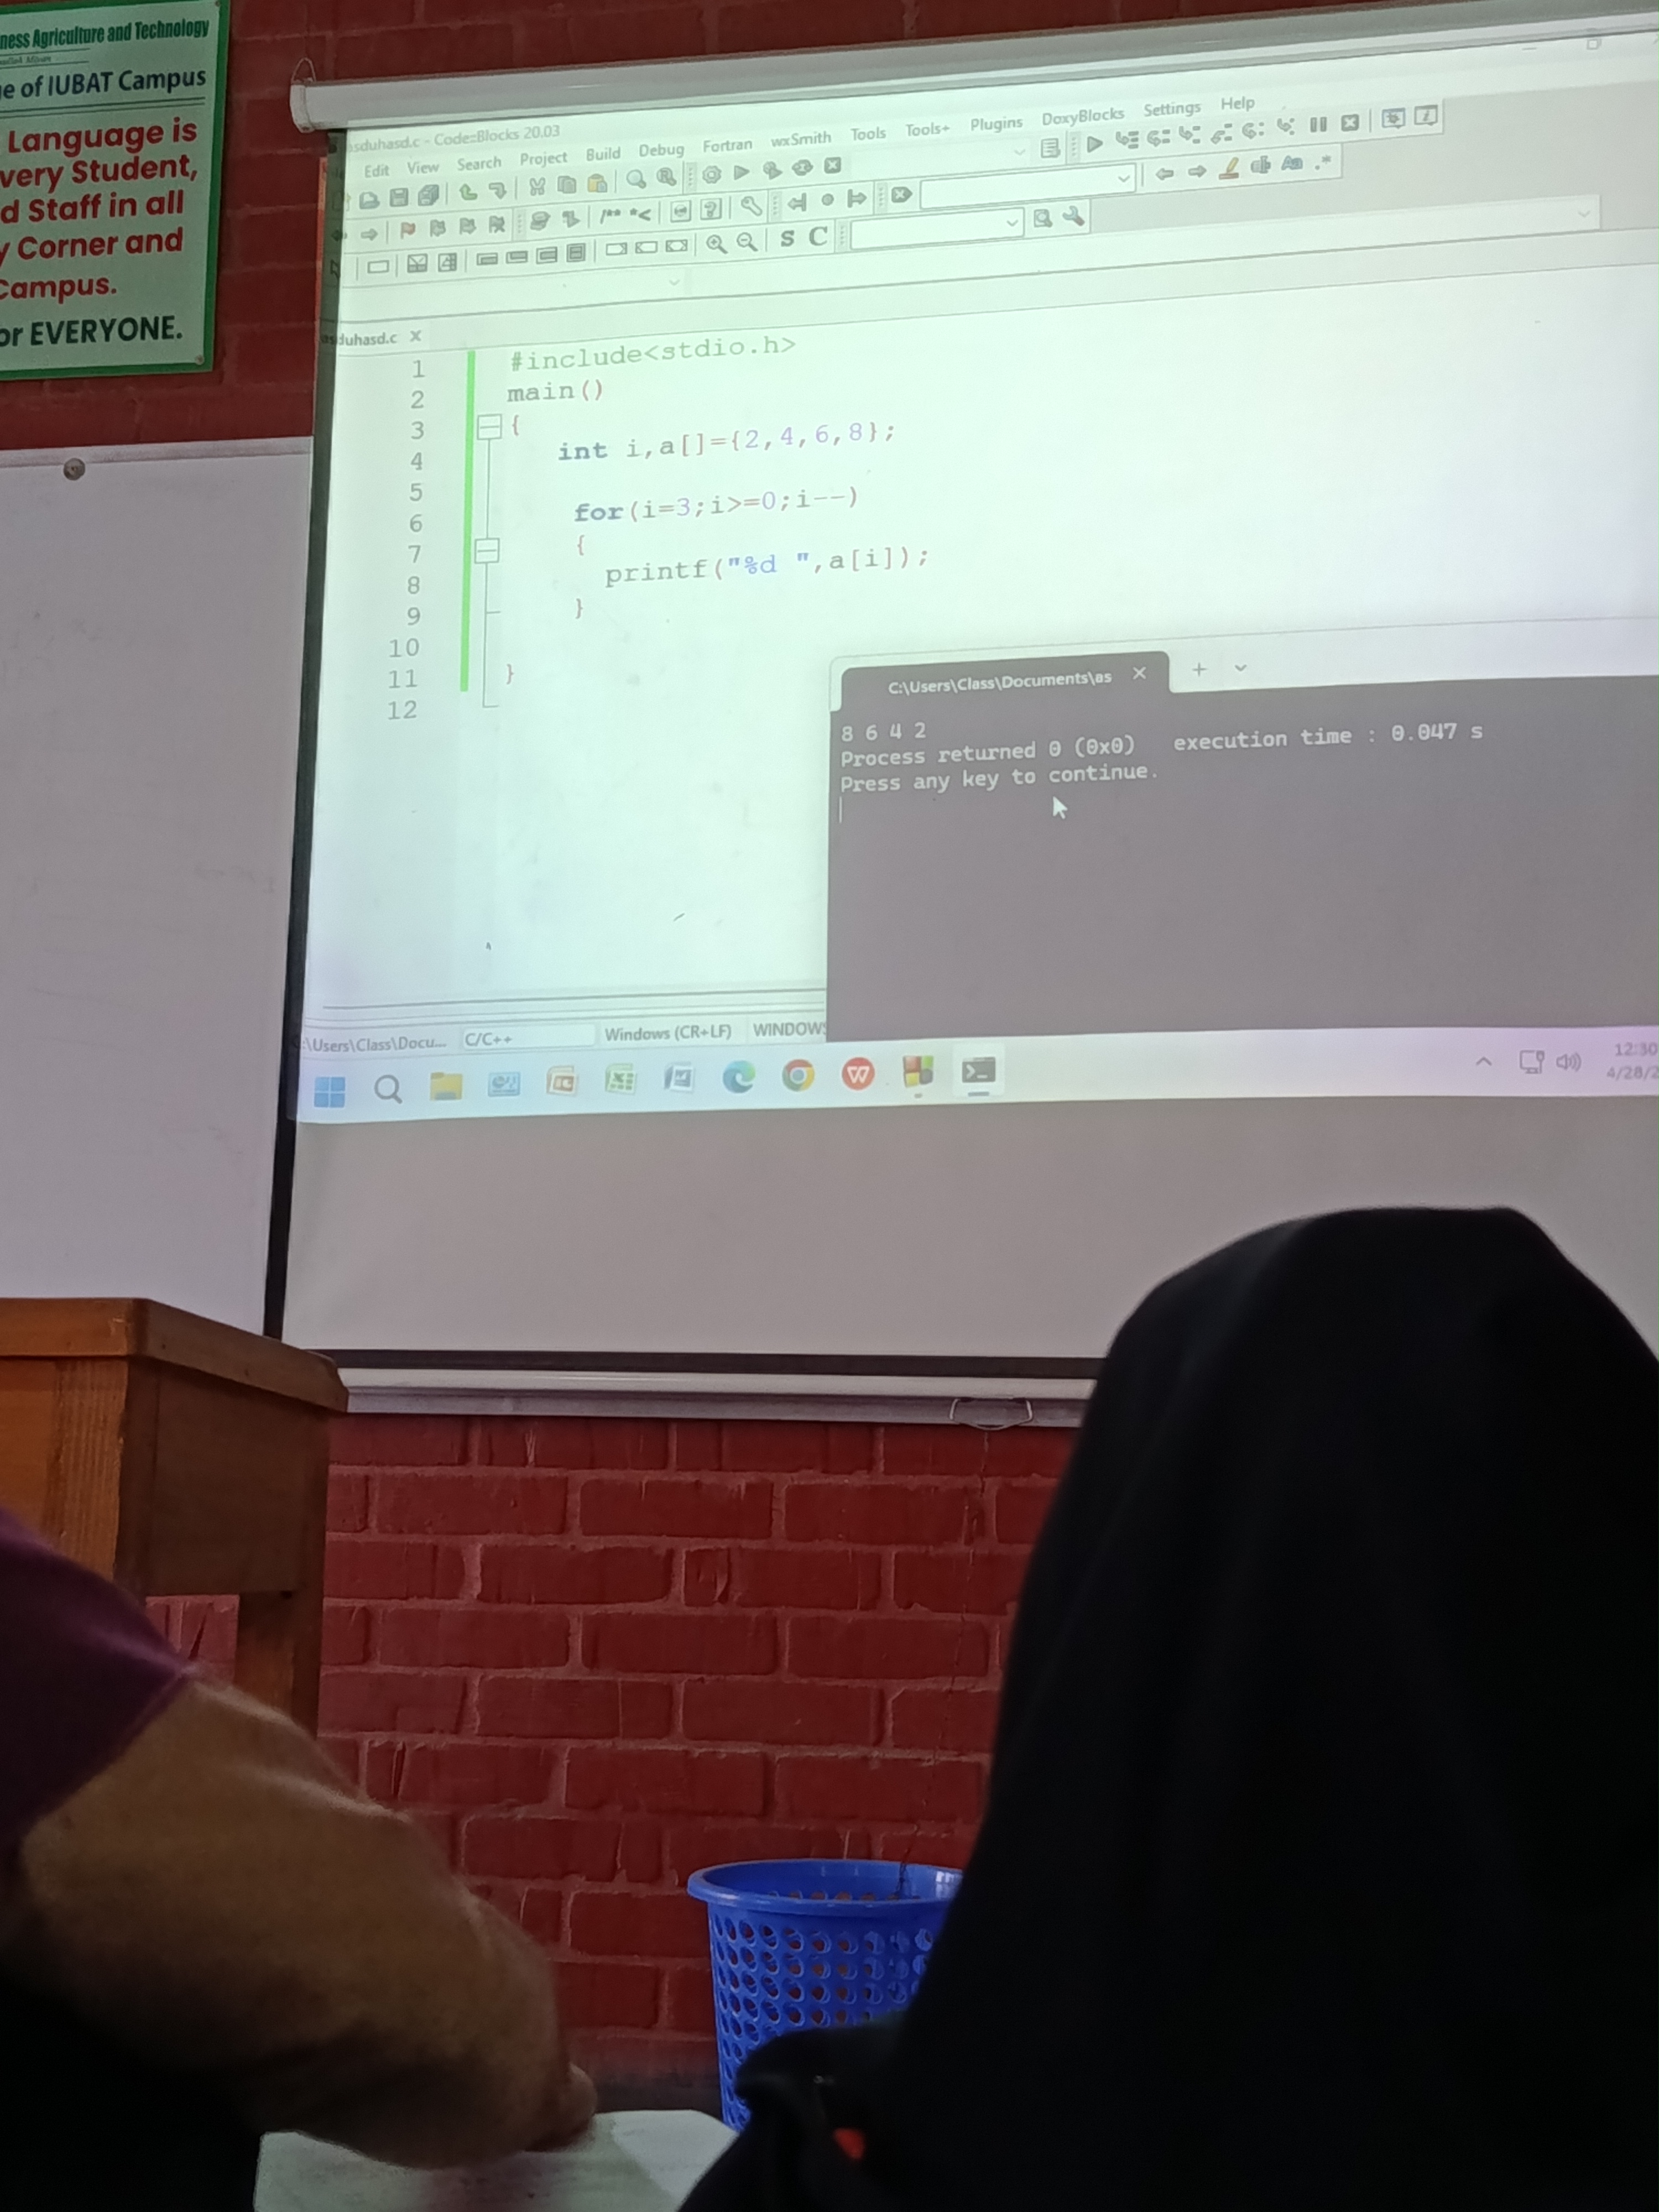 ness Agriculture and Technology
e of IUBAT Campus
Language is
very Student,
d Staff in all
y Corner and
Campus.
or EVERYONE.
asduhasd.c - Code::Blocks 20.03
Edit View Search Project Build Debug Fortran wxSmith Tools Tools+ Plugins DoxyBlocks Settings Help
S C
asduhasd.c
1 #include<stdio.h>
2 main()
3 {
4 int i,a[]={2,4,6,8};
5
6 for(i=3;i>=0;i--)
7 {
8 printf("%d ",a[i]);
9 }
10
11 }
12
C:\Users\Class\Documents\as
8 6 4 2
Process returned 0 (0x0) execution time : 0.047 s
Press any key to continue.
:\Users\Class\Docu... C/C++ Windows (CR+LF) WINDOWS
12:30
4/28/2